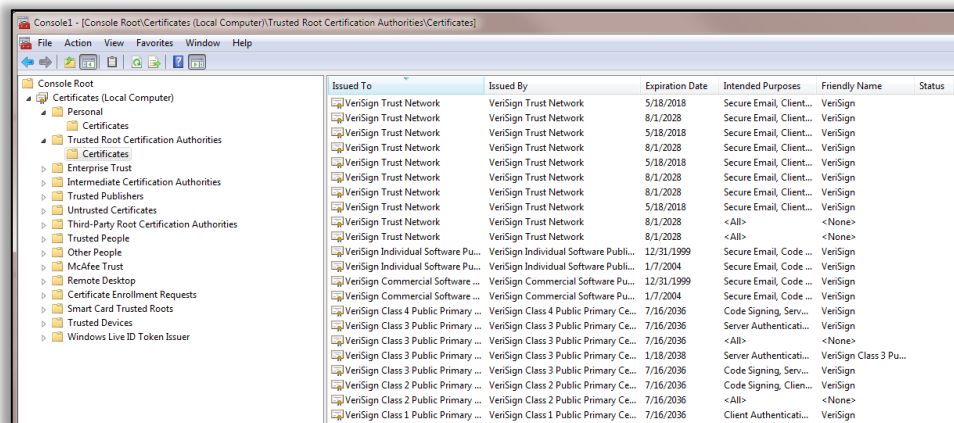 Console1 - [Console Root\Certificates (Local Computer)\Trusted Root Certification Authorities\Certificates]
File Action View Favorites Window Help
Console Root
Certificates (Local Computer)
Personal
Certificates
Trusted Root Certification Authorities
Certificates
Enterprise Trust
Intermediate Certification Authorities
Trusted Publishers
Untrusted Certificates
Third-Party Root Certification Authorities
Trusted People
Other People
McAfee Trust
Remote Desktop
Certificate Enrollment Requests
Smart Card Trusted Roots
Trusted Devices
Windows Live ID Token Issuer
Issued To Issued By Expiration Date Intended Purposes Friendly Name Status
VeriSign Trust Network VeriSign Trust Network 5/18/2018 Secure Email, Client... VeriSign
VeriSign Trust Network VeriSign Trust Network 8/1/2028 Secure Email, Client... VeriSign
VeriSign Trust Network VeriSign Trust Network 5/18/2018 Secure Email, Client... VeriSign
VeriSign Trust Network VeriSign Trust Network 8/1/2028 Secure Email, Client... VeriSign
VeriSign Trust Network VeriSign Trust Network 5/18/2018 Secure Email, Client... VeriSign
VeriSign Trust Network VeriSign Trust Network 8/1/2028 Secure Email, Client... VeriSign
VeriSign Trust Network VeriSign Trust Network 8/1/2028 Secure Email, Client... VeriSign
VeriSign Trust Network VeriSign Trust Network 5/18/2018 Secure Email, Client... VeriSign
VeriSign Trust Network VeriSign Trust Network 8/1/2028 <All> <None>
VeriSign Trust Network VeriSign Trust Network 8/1/2028 <All> <None>
VeriSign Individual Software Pu... VeriSign Individual Software Publi... 12/31/1999 Secure Email, Code ... VeriSign
VeriSign Individual Software Pu... VeriSign Individual Software Publi... 1/7/2004 Secure Email, Code ... VeriSign
VeriSign Commercial Software ... VeriSign Commercial Software Pu... 12/31/1999 Secure Email, Code ... VeriSign
VeriSign Commercial Software ... VeriSign Commercial Software Pu... 1/7/2004 Secure Email, Code ... VeriSign
VeriSign Class 4 Public Primary ... VeriSign Class 4 Public Primary Ce... 7/16/2036 Code Signing, Serv... VeriSign
VeriSign Class 3 Public Primary ... VeriSign Class 3 Public Primary Ce... 7/16/2036 Server Authenticati... VeriSign
VeriSign Class 3 Public Primary ... VeriSign Class 3 Public Primary Ce... 7/16/2036 <All> <None>
VeriSign Class 3 Public Primary ... VeriSign Class 3 Public Primary Ce... 1/18/2038 Server Authenticati... VeriSign Class 3 Pu...
VeriSign Class 3 Public Primary ... VeriSign Class 3 Public Primary Ce... 7/16/2036 Code Signing, Serv... VeriSign
VeriSign Class 2 Public Primary ... VeriSign Class 2 Public Primary Ce... 7/16/2036 Code Signing, Clien... VeriSign
VeriSign Class 2 Public Primary ... VeriSign Class 2 Public Primary Ce... 7/16/2036 <All> <None>
VeriSign Class 1 Public Primary ... VeriSign Class 1 Public Primary Ce... 7/16/2036 Client Authenticati... VeriSign